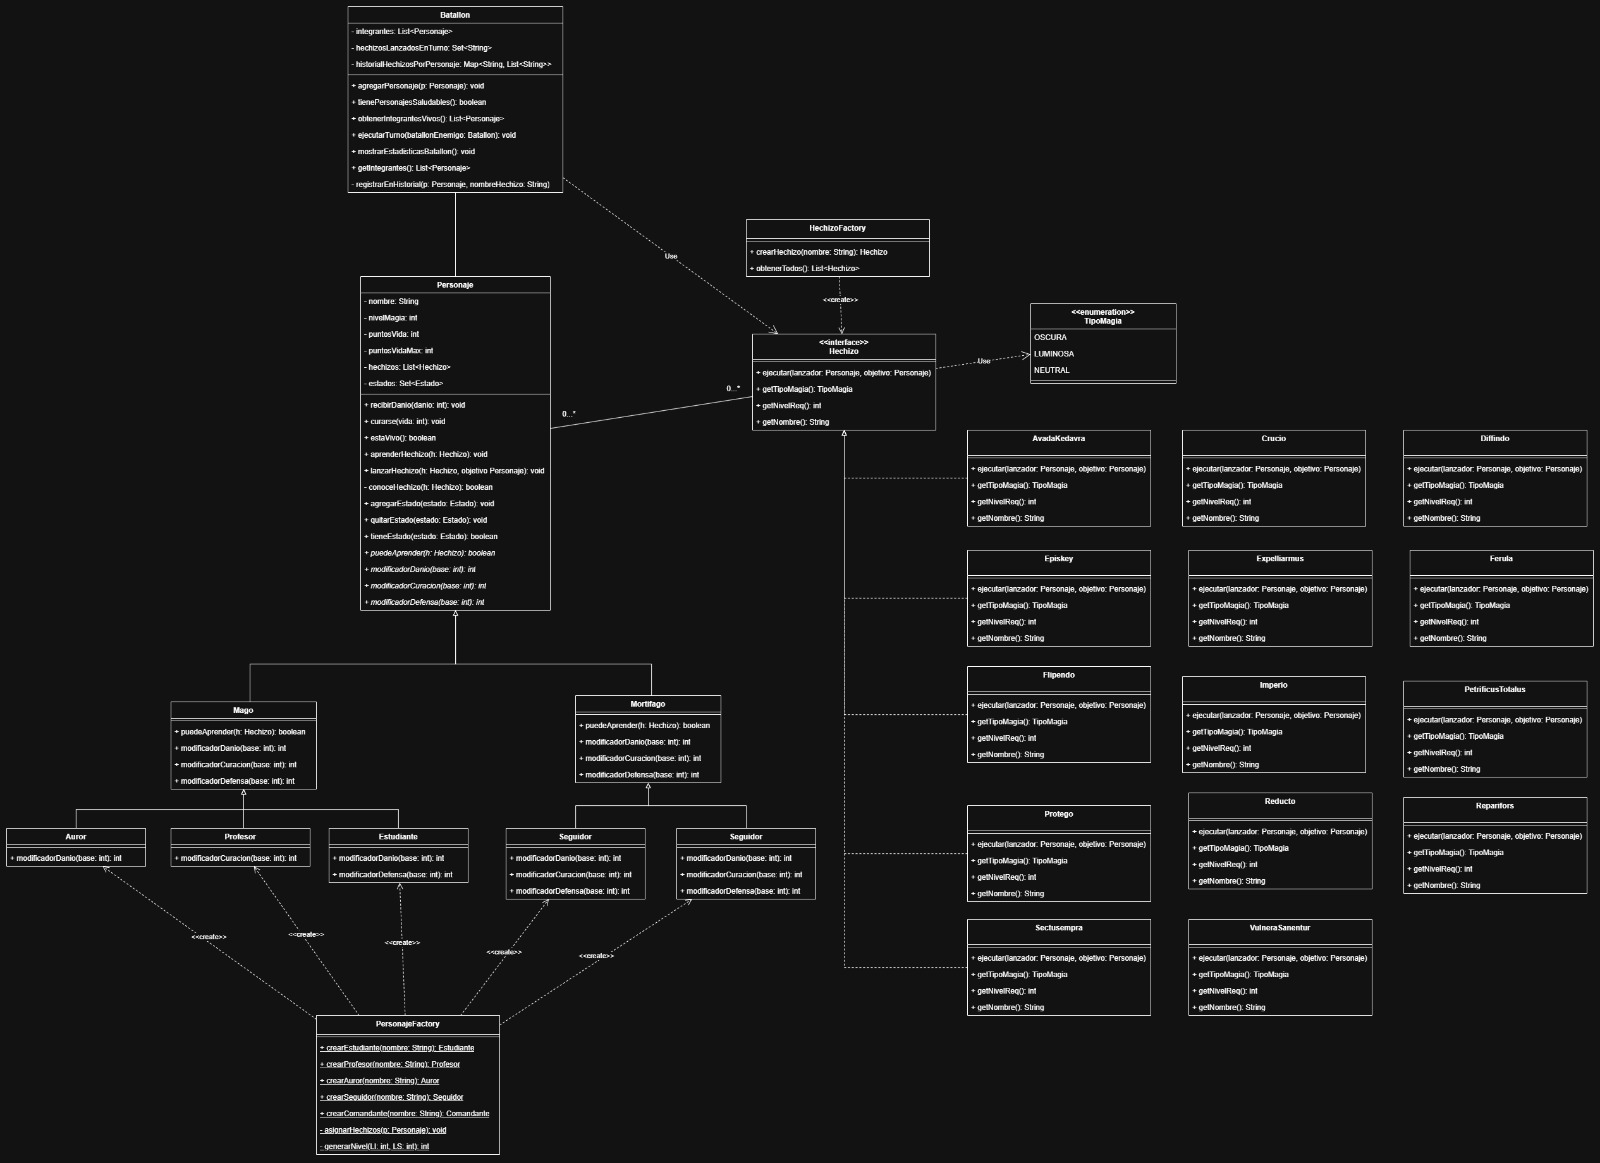 Batallon
- integrantes: List<Personaje>
- hechizosLanzadosEnTurno: Set<String>
- historialHechizosPorPersonaje: Map<String, List<String>>
+ agregarPersonaje(p: Personaje): void
+ tienePersonajesSaludables(): boolean
+ obtenerIntegrantesVivos(): List<Personaje>
+ ejecutarTurno(batallonEnemigo: Batallon): void
+ mostrarEstadisticasBatallon(): void
+ getIntegrantes(): List<Personaje>
- registrarEnHistorial(p: Personaje, nombreHechizo: String)
Use
HechizoFactory
+ crearHechizo(nombre: String): Hechizo
+ obtenerTodos(): List<Hechizo>
<<create>>
Personaje
- nombre: String
- nivelMagia: int
- puntosVida: int
- puntosVidaMax: int
- hechizos: List<Hechizo>
- estados: Set<Estado>
+ recibirDanio(danio: int): void
+ curarse(vida: int): void
+ estaVivo(): boolean
+ aprenderHechizo(h: Hechizo): void
+ lanzarHechizo(h: Hechizo, objetivo Personaje): void
- conoceHechizo(h: Hechizo): boolean
+ agregarEstado(estado: Estado): void
+ quitarEstado(estado: Estado): void
+ tieneEstado(estado: Estado): boolean
+ puedeAprender(h: Hechizo): boolean
+ modificadorDanio(base: int): int
+ modificadorCuracion(base: int): int
+ modificadorDefensa(base: int): int
0...*
0...*
<<interface>>
Hechizo
+ ejecutar(lanzador: Personaje, objetivo: Personaje)
+ getTipoMagia(): TipoMagia
+ getNivelReq(): int
+ getNombre(): String
Use
<<enumeration>>
TipoMagia
OSCURA
LUMINOSA
NEUTRAL
AvadaKedavra
+ ejecutar(lanzador: Personaje, objetivo: Personaje)
+ getTipoMagia(): TipoMagia
+ getNivelReq(): int
+ getNombre(): String
Crucio
+ ejecutar(lanzador: Personaje, objetivo: Personaje)
+ getTipoMagia(): TipoMagia
+ getNivelReq(): int
+ getNombre(): String
Diffindo
+ ejecutar(lanzador: Personaje, objetivo: Personaje)
+ getTipoMagia(): TipoMagia
+ getNivelReq(): int
+ getNombre(): String
Episkey
+ ejecutar(lanzador: Personaje, objetivo: Personaje)
+ getTipoMagia(): TipoMagia
+ getNivelReq(): int
+ getNombre(): String
Expelliarmus
+ ejecutar(lanzador: Personaje, objetivo: Personaje)
+ getTipoMagia(): TipoMagia
+ getNivelReq(): int
+ getNombre(): String
Ferula
+ ejecutar(lanzador: Personaje, objetivo: Personaje)
+ getTipoMagia(): TipoMagia
+ getNivelReq(): int
+ getNombre(): String
Flipendo
+ ejecutar(lanzador: Personaje, objetivo: Personaje)
+ getTipoMagia(): TipoMagia
+ getNivelReq(): int
+ getNombre(): String
Imperio
+ ejecutar(lanzador: Personaje, objetivo: Personaje)
+ getTipoMagia(): TipoMagia
+ getNivelReq(): int
+ getNombre(): String
PetrificusTotalus
+ ejecutar(lanzador: Personaje, objetivo: Personaje)
+ getTipoMagia(): TipoMagia
+ getNivelReq(): int
+ getNombre(): String
Protego
+ ejecutar(lanzador: Personaje, objetivo: Personaje)
+ getTipoMagia(): TipoMagia
+ getNivelReq(): int
+ getNombre(): String
Reducto
+ ejecutar(lanzador: Personaje, objetivo: Personaje)
+ getTipoMagia(): TipoMagia
+ getNivelReq(): int
+ getNombre(): String
Reparifors
+ ejecutar(lanzador: Personaje, objetivo: Personaje)
+ getTipoMagia(): TipoMagia
+ getNivelReq(): int
+ getNombre(): String
Sectusempra
+ ejecutar(lanzador: Personaje, objetivo: Personaje)
+ getTipoMagia(): TipoMagia
+ getNivelReq(): int
+ getNombre(): String
VulneraSanentur
+ ejecutar(lanzador: Personaje, objetivo: Personaje)
+ getTipoMagia(): TipoMagia
+ getNivelReq(): int
+ getNombre(): String
Mago
+ puedeAprender(h: Hechizo): boolean
+ modificadorDanio(base: int): int
+ modificadorCuracion(base: int): int
+ modificadorDefensa(base: int): int
Mortifago
+ puedeAprender(h: Hechizo): boolean
+ modificadorDanio(base: int): int
+ modificadorCuracion(base: int): int
+ modificadorDefensa(base: int): int
Auror
+ modificadorDanio(base: int): int
Profesor
+ modificadorCuracion(base: int): int
Estudiante
+ modificadorDanio(base: int): int
+ modificadorDefensa(base: int): int
Seguidor
+ modificadorDanio(base: int): int
+ modificadorCuracion(base: int): int
+ modificadorDefensa(base: int): int
Seguidor
+ modificadorDanio(base: int): int
+ modificadorCuracion(base: int): int
+ modificadorDefensa(base: int): int
<<create>>
<<create>>
<<create>>
<<create>>
<<create>>
PersonajeFactory
+ crearEstudiante(nombre: String): Estudiante
+ crearProfesor(nombre: String): Profesor
+ crearAuror(nombre: String): Auror
+ crearSeguidor(nombre: String): Seguidor
+ crearComandante(nombre: String): Comandante
- asignarHechizos(p: Personaje): void
- generarNivel(LI: int, LS: int): int